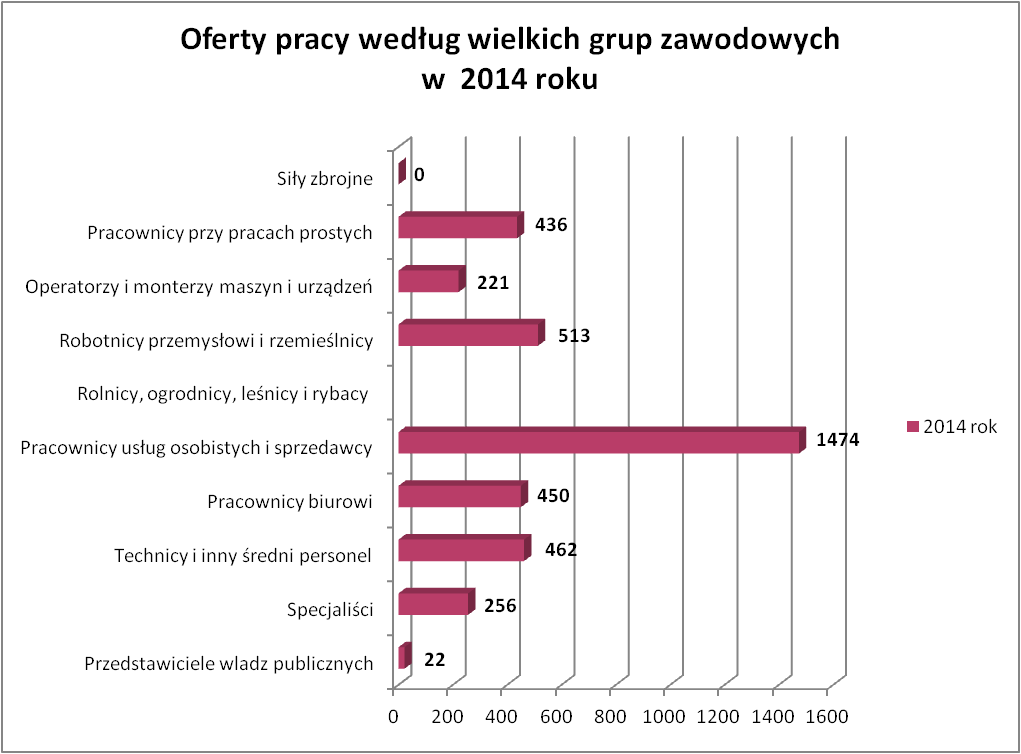 Oferty pracy według wielkich grup zawodowych
w 2014 roku
Siły zbrojne
0
Pracownicy przy pracach prostych
436
Operatorzy i monterzy maszyn i urządzeń
221
Robotnicy przemysłowi i rzemieślnicy
513
Rolnicy, ogrodnicy, leśnicy i rybacy
Pracownicy usług osobistych i sprzedawcy
1474
2014 rok
Pracownicy biurowi
450
Technicy i inny średni personel
462
Specjaliści
256
Przedstawiciele wladz publicznych
22
0 200 400 600 800 1000 1200 1400 1600